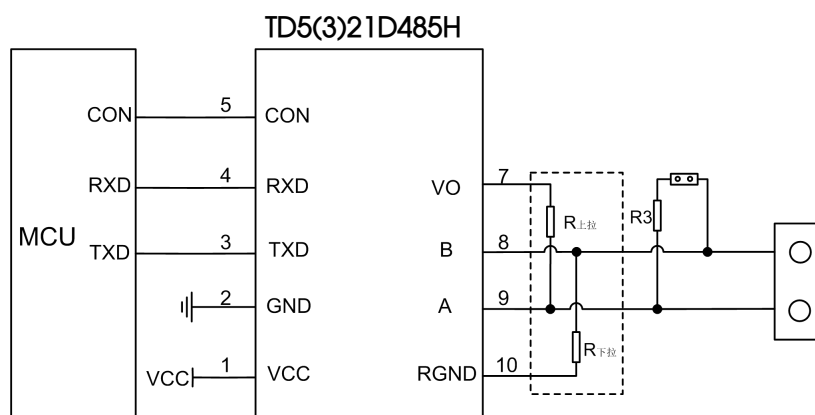 TD5(3)21D485H
MCU
CON
5
CON
RXD
4
RXD
TXD
3
TXD
2
GND
VCC
1
VCC
VO
7
B
8
A
9
RGND
10
R上拉
R下拉
R3